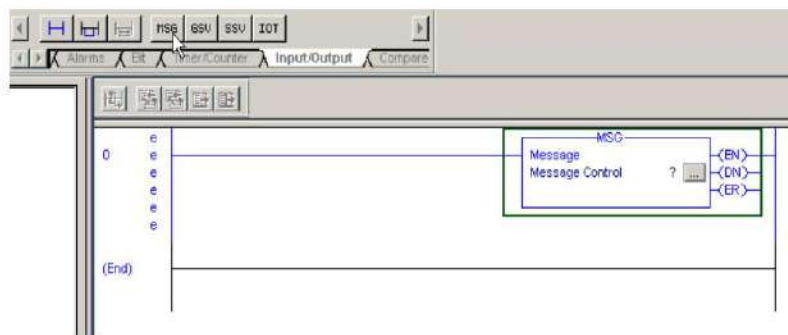 MSG GSV SSV IOT
Alarms Bit Timer/Counter Input/Output Compare
MSG
0 e Message (EN)
e Message Control ? ... (DN)
e (ER)
e
e
e
(End)